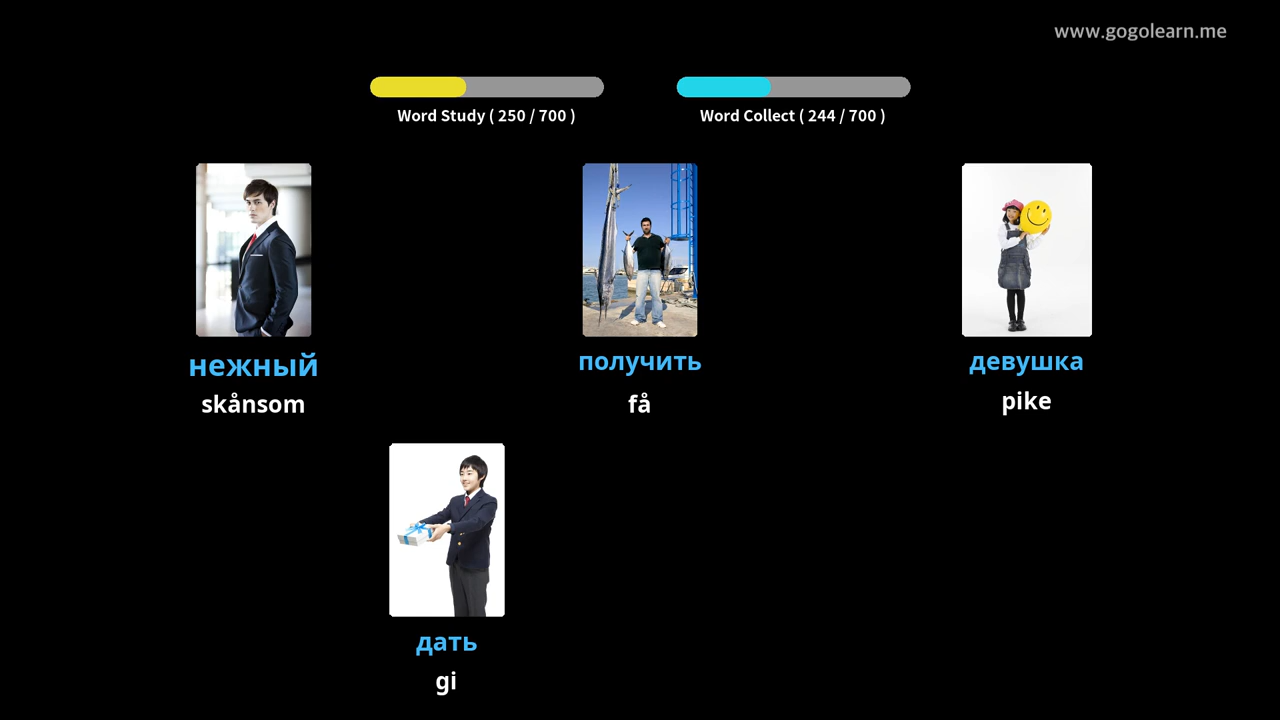 www.gogolearn.me
Word Study ( 250 / 700 )
Word Collect ( 244 / 700 )
нежный
skånsom
получить
få
девушка
pike
дать
gi